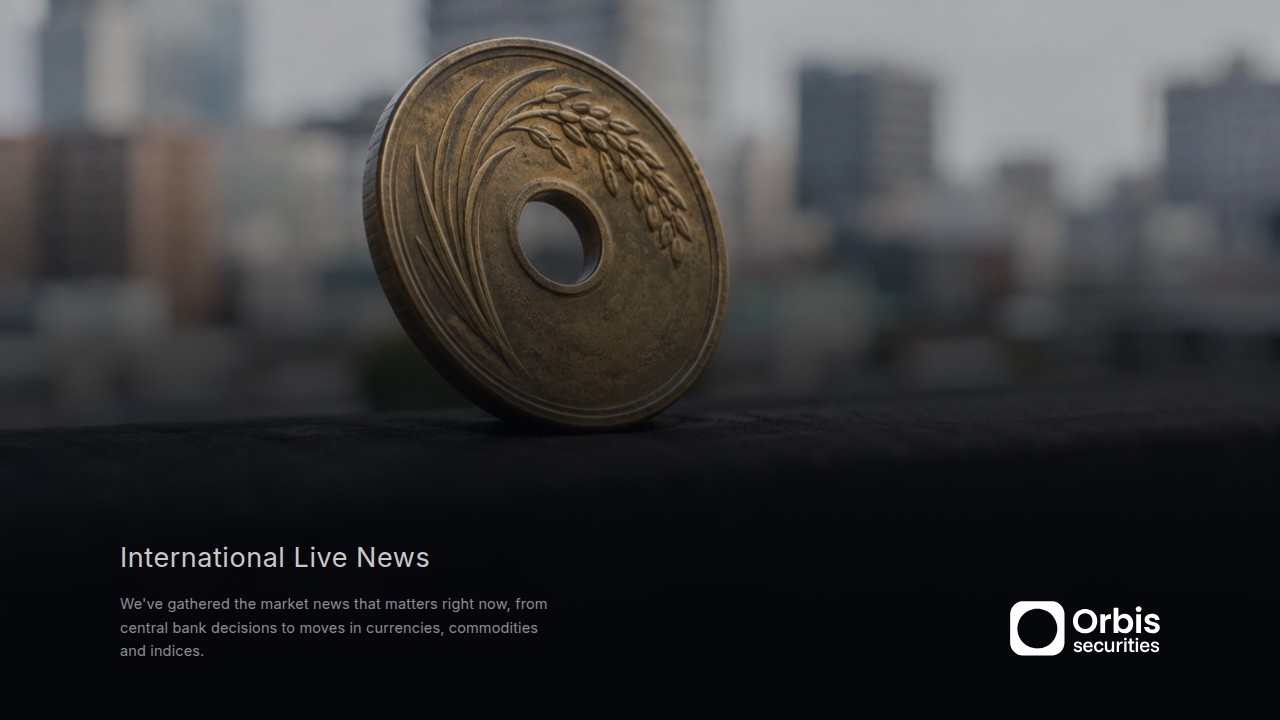 International Live News
We've gathered the market news that matters right now, from
central bank decisions to moves in currencies, commodities
and indices.
Orbis
securities